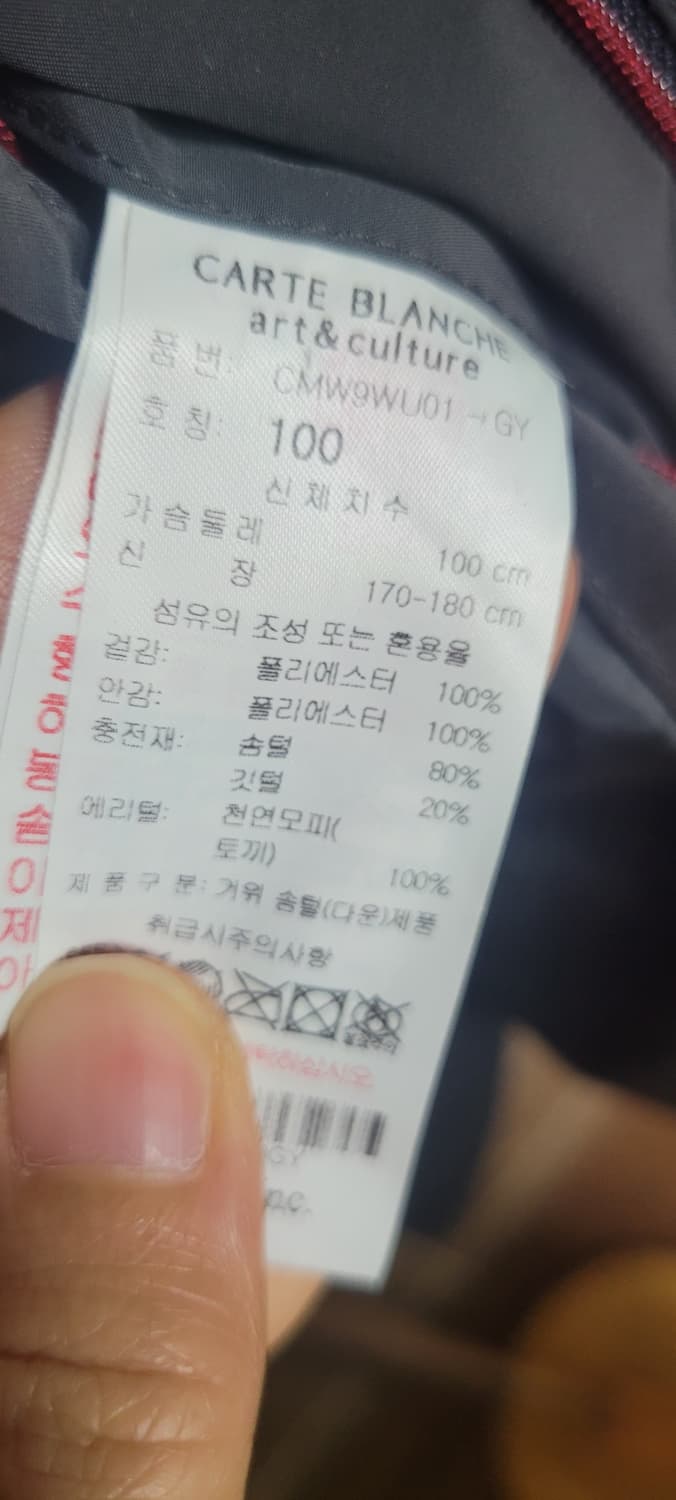 CARTE BLANCHE
art&culture
품 번: CMW9WU01 - GY
호 칭: 100
신 체 치 수
가슴둘레 100 cm
신 장 170-180 cm
섬유의 조성 또는 혼용율
겉감: 폴리에스터 100%
안감: 폴리에스터 100%
충전재: 솜털 80%
깃털 20%
에리털: 천연모피(
토끼) 100%
제 품 구 분: 거위 솜털(다운)제품
취급시주의사항
하십시오